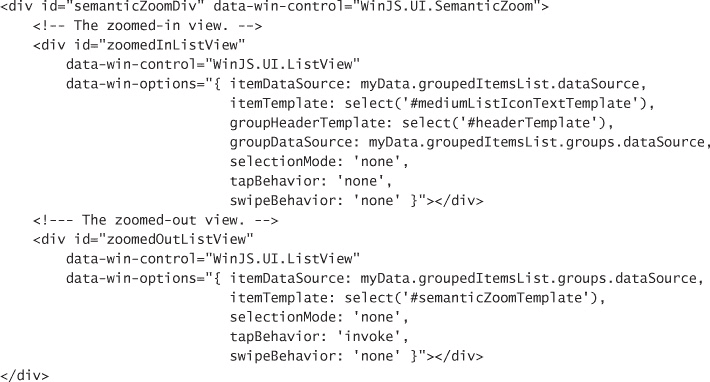 <div id="semanticZoomDiv" data-win-control="WinJS.UI.SemanticZoom">
    <!-- The zoomed-in view. -->
    <div id="zoomedInListView"
        data-win-control="WinJS.UI.ListView"
        data-win-options="{ itemDataSource: myData.groupedItemsList.dataSource,
                            itemTemplate: select('#mediumListIconTextTemplate'),
                            groupHeaderTemplate: select('#headerTemplate'),
                            groupDataSource: myData.groupedItemsList.groups.dataSource,
                            selectionMode: 'none',
                            tapBehavior: 'none',
                            swipeBehavior: 'none' }"></div>
    <!--- The zoomed-out view. -->
    <div id="zoomedOutListView"
        data-win-control="WinJS.UI.ListView"
        data-win-options="{ itemDataSource: myData.groupedItemsList.groups.dataSource,
                            itemTemplate: select('#semanticZoomTemplate'),
                            selectionMode: 'none',
                            tapBehavior: 'invoke',
                            swipeBehavior: 'none' }"></div>
</div>